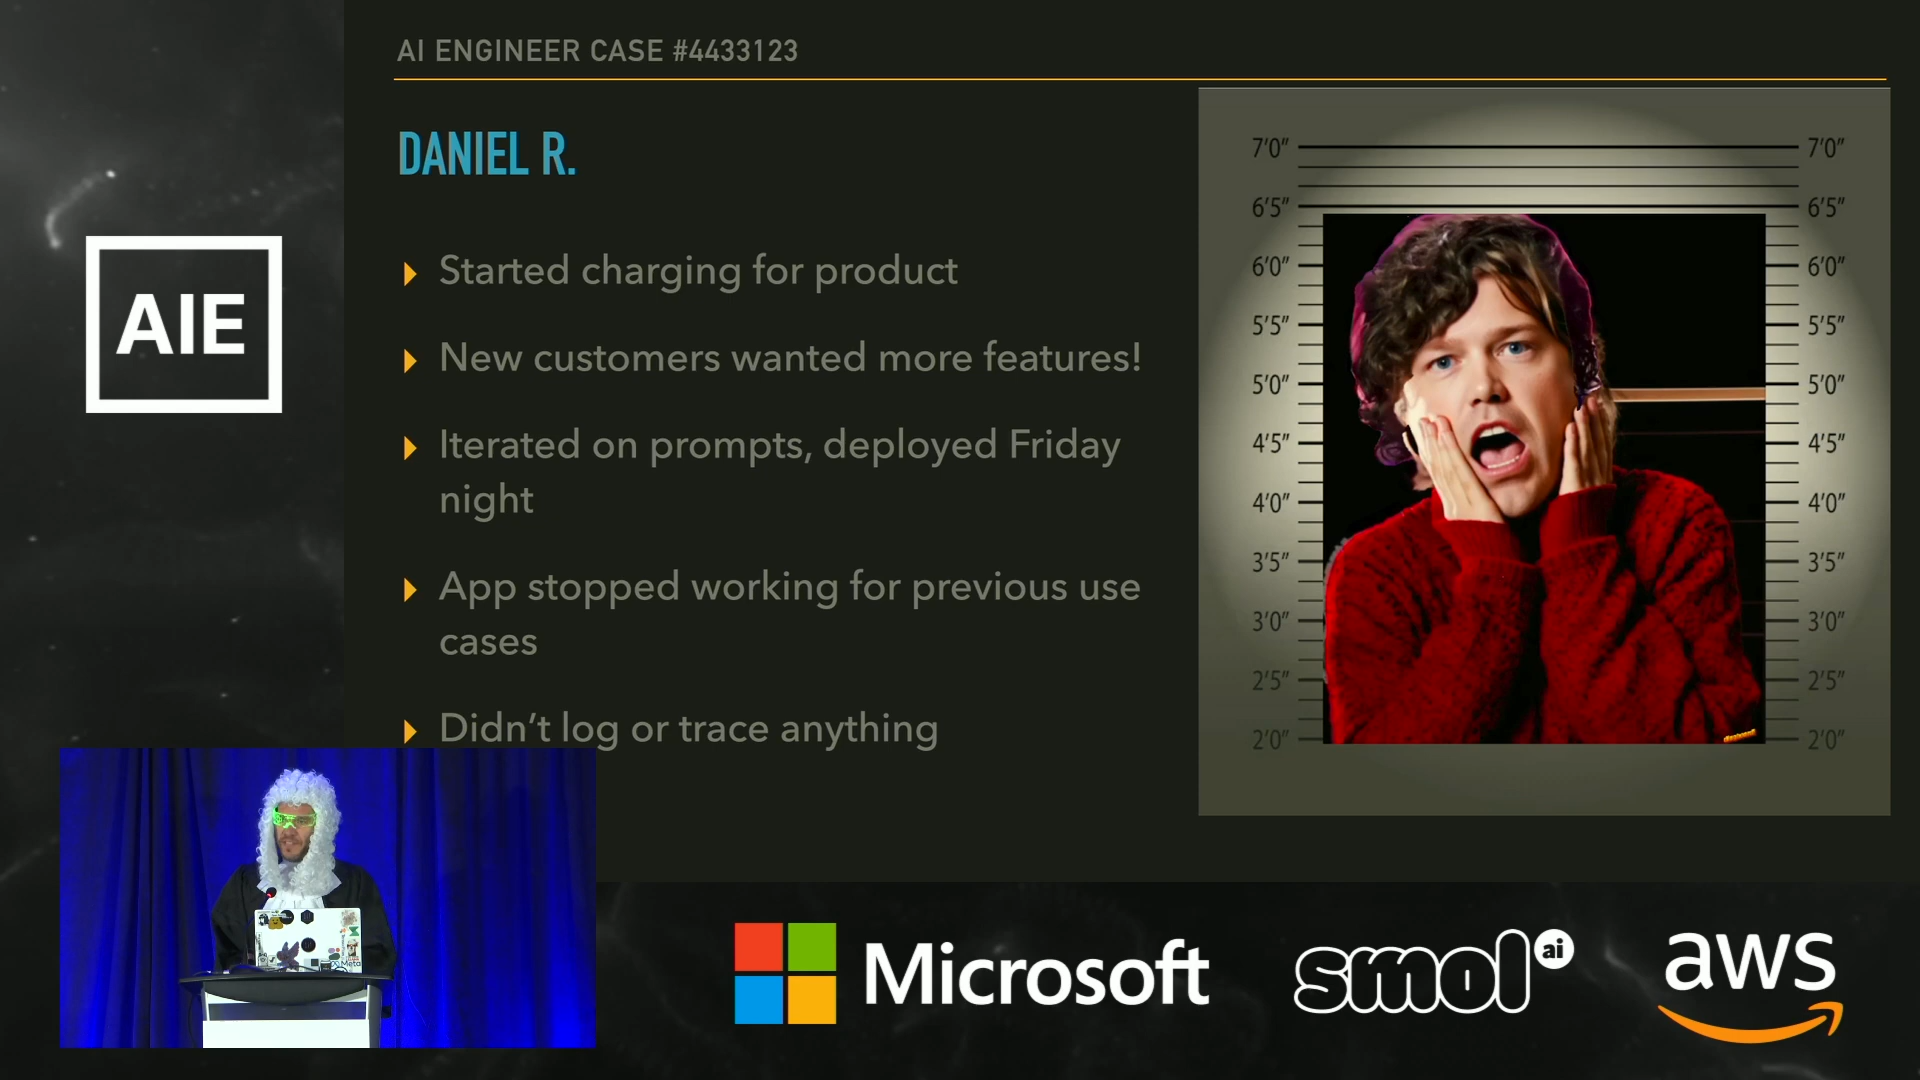 AI ENGINEER CASE #4433123
DANIEL R.
Started charging for product
New customers wanted more features!
Iterated on prompts, deployed Friday
night
App stopped working for previous use
cases
Didn't log or trace anything
7'0" 7'0"
6'5" 6'5"
6'0" 6'0"
5'5" 5'5"
5'0" 5'0"
4'5" 4'5"
4'0" 4'0"
3'5" 3'5"
3'0" 3'0"
2'5" 2'5"
2'0" 2'0"
AIE
Meta
Microsoft
smol ai
aws